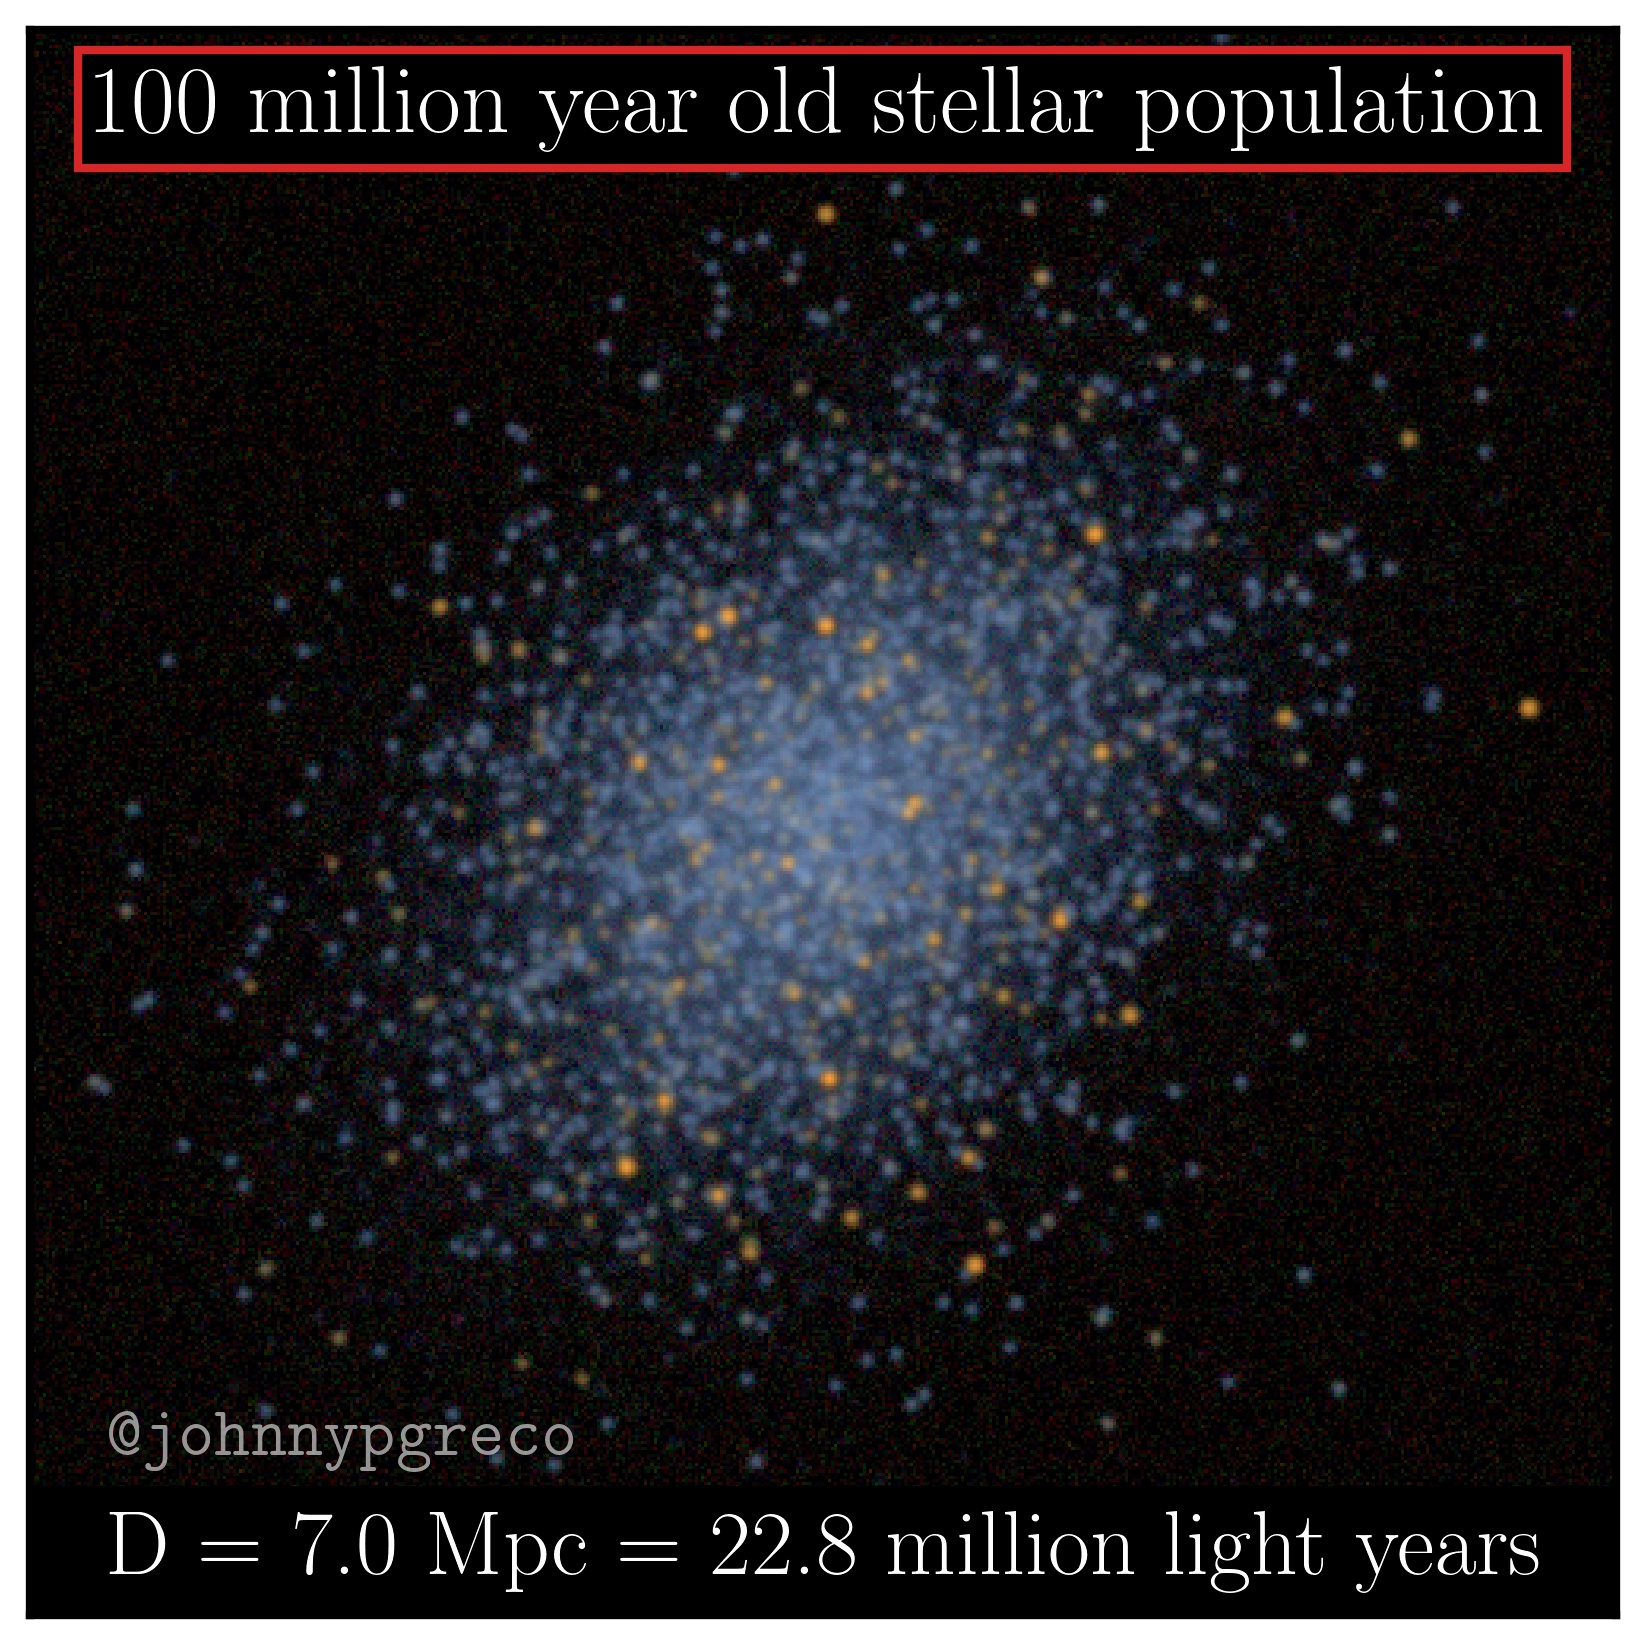 100 million year old stellar population
@johnnypgreco
D = 7.0 Mpc = 22.8 million light years